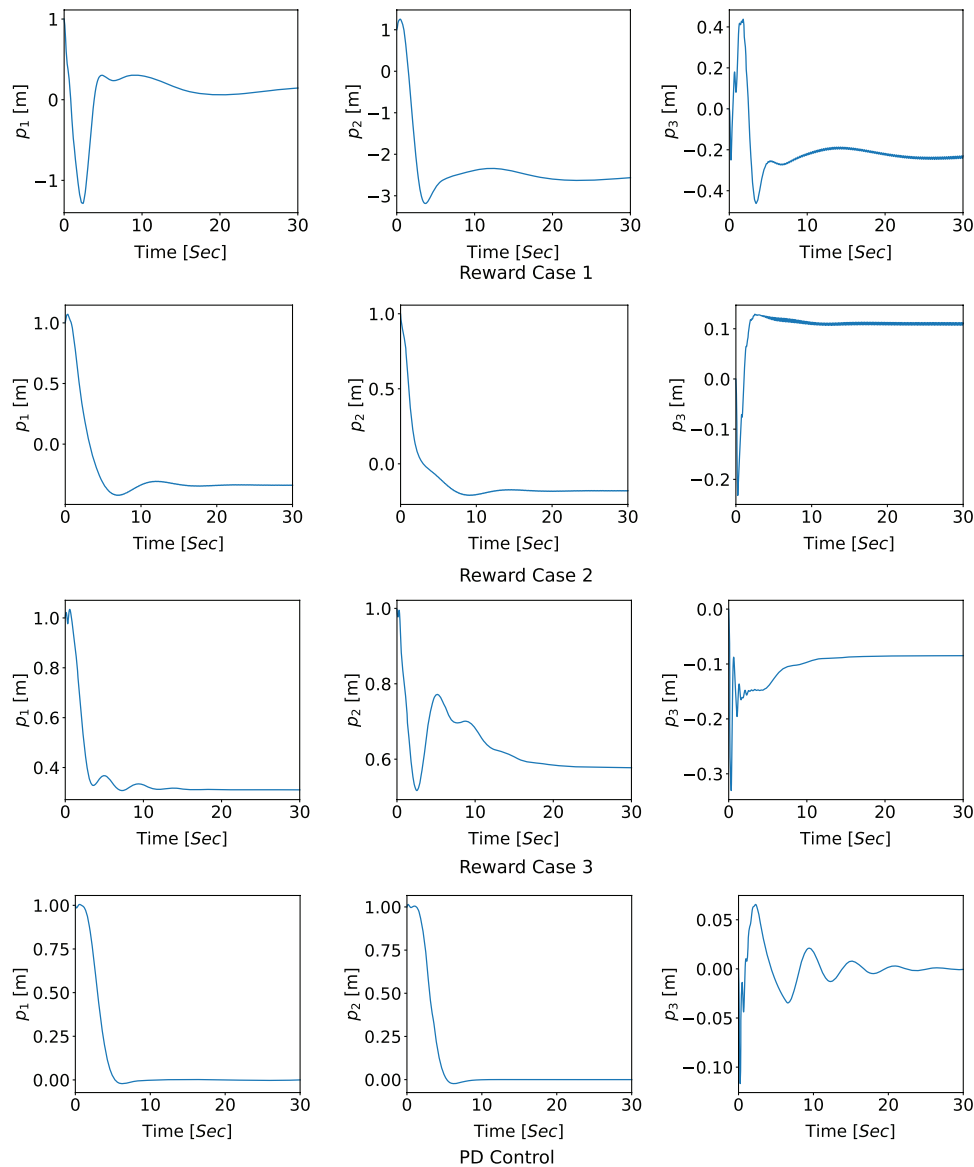 1
0
−1
p1 [m]
0 10 20 30
Time [Sec]
1
0
−1
−2
−3
p2 [m]
0 10 20 30
Time [Sec]
0.4
0.2
0.0
−0.2
−0.4
p3 [m]
0 10 20 30
Time [Sec]
Reward Case 1
1.0
0.5
0.0
p1 [m]
0 10 20 30
Time [Sec]
1.0
0.5
0.0
p2 [m]
0 10 20 30
Time [Sec]
0.1
0.0
−0.1
−0.2
p3 [m]
0 10 20 30
Time [Sec]
Reward Case 2
1.0
0.8
0.6
0.4
p1 [m]
0 10 20 30
Time [Sec]
1.0
0.8
0.6
p2 [m]
0 10 20 30
Time [Sec]
0.0
−0.1
−0.2
−0.3
p3 [m]
0 10 20 30
Time [Sec]
Reward Case 3
1.00
0.75
0.50
0.25
0.00
p1 [m]
0 10 20 30
Time [Sec]
1.00
0.75
0.50
0.25
0.00
p2 [m]
0 10 20 30
Time [Sec]
0.05
0.00
−0.05
−0.10
p3 [m]
0 10 20 30
Time [Sec]
PD Control